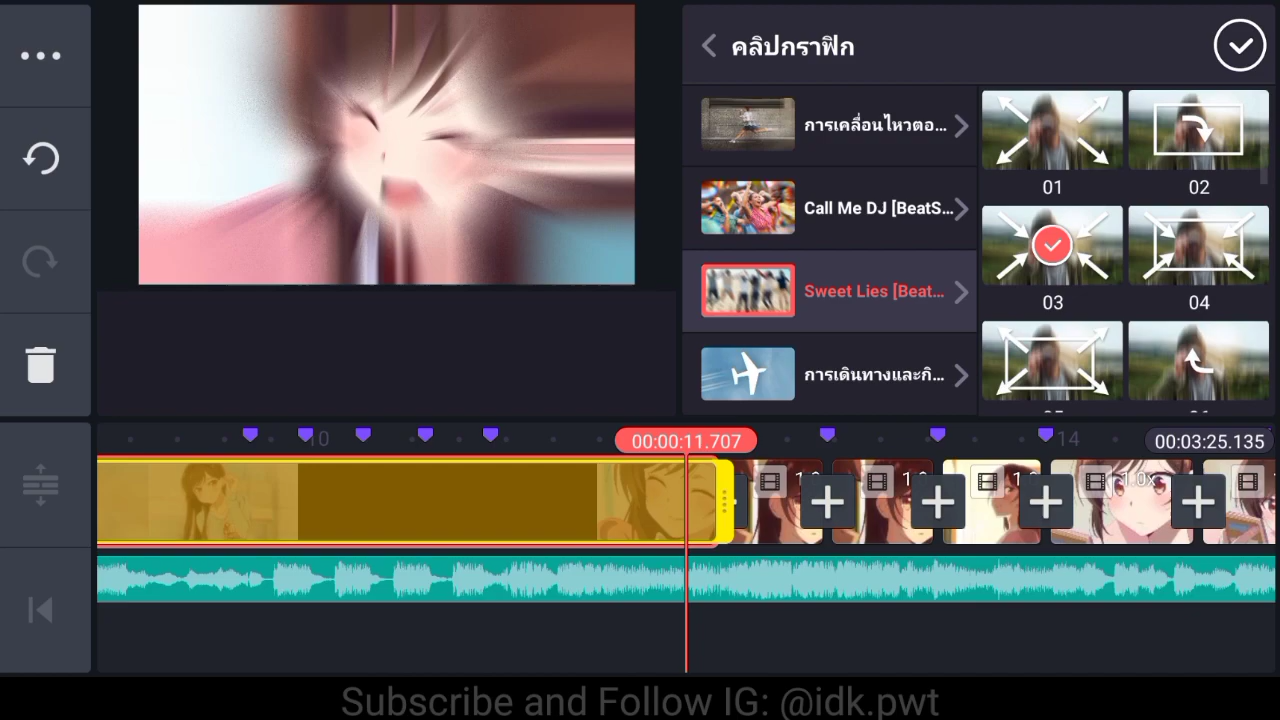 คลิปกราฟิก
การเคลื่อนไหวตอ...
Call Me DJ [BeatS...
Sweet Lies [Beat...
การเดินทางและกิ...
01
02
03
04
10
00:00:11.707
14
00:03:25.135
1.0x
Subscribe and Follow IG: @idk.pwt